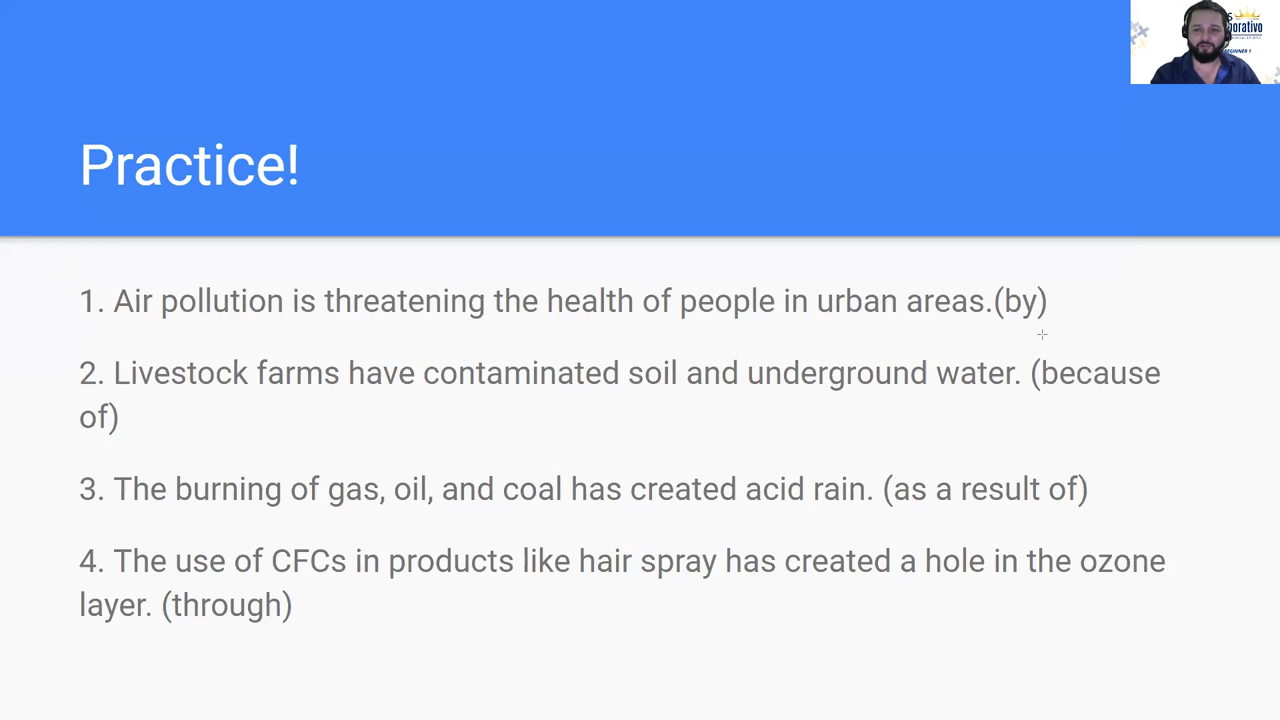 Practice!
1. Air pollution is threatening the health of people in urban areas.(by)
2. Livestock farms have contaminated soil and underground water. (because
of)
3. The burning of gas, oil, and coal has created acid rain. (as a result of)
4. The use of CFCs in products like hair spray has created a hole in the ozone
layer. (through)